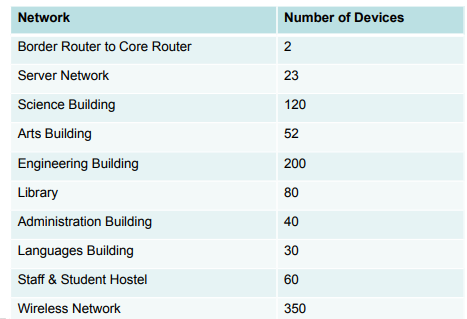 Network Number of Devices
Border Router to Core Router 2
Server Network 23
Science Building 120
Arts Building 52
Engineering Building 200
Library 80
Administration Building 40
Languages Building 30
Staff & Student Hostel 60
Wireless Network 350